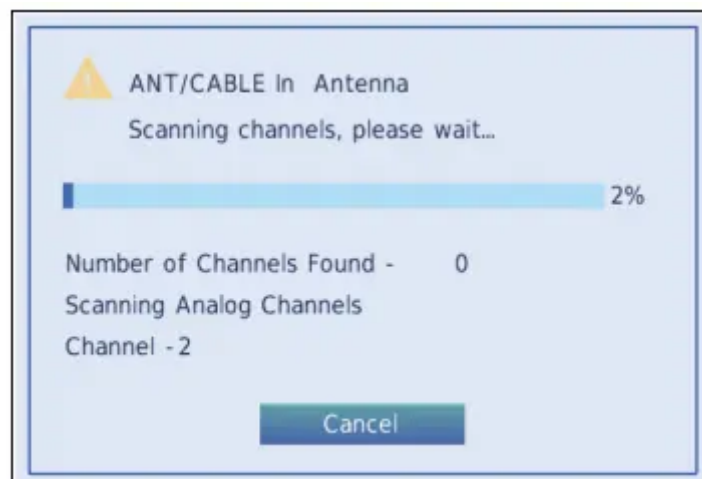 ANT/CABLE In Antenna
Scanning channels, please wait...
2%
Number of Channels Found - 0
Scanning Analog Channels
Channel - 2
Cancel